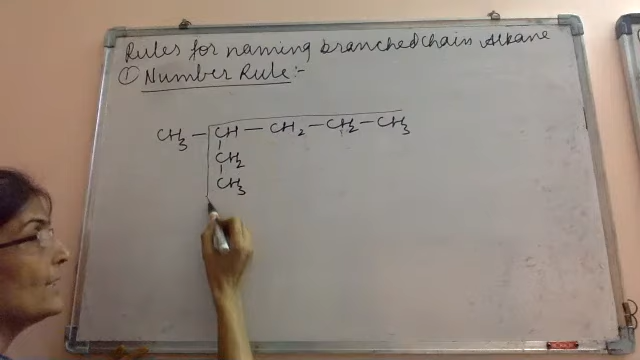 Rules for naming branched chain Alkane
① Number Rule:-
CH3 - CH - CH2 - CH2 - CH3
CH2
CH3